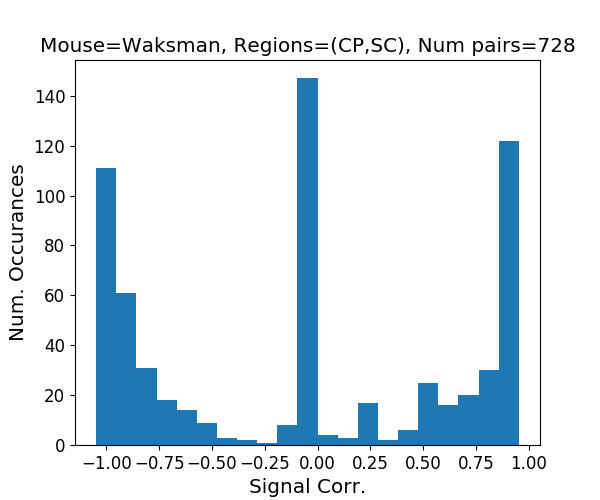 Mouse=Waksman, Regions=(CP,SC), Num pairs=728
140
120
100
80
60
40
20
0
Num. Occurances
−1.00 −0.75 −0.50 −0.25 0.00 0.25 0.50 0.75 1.00
Signal Corr.